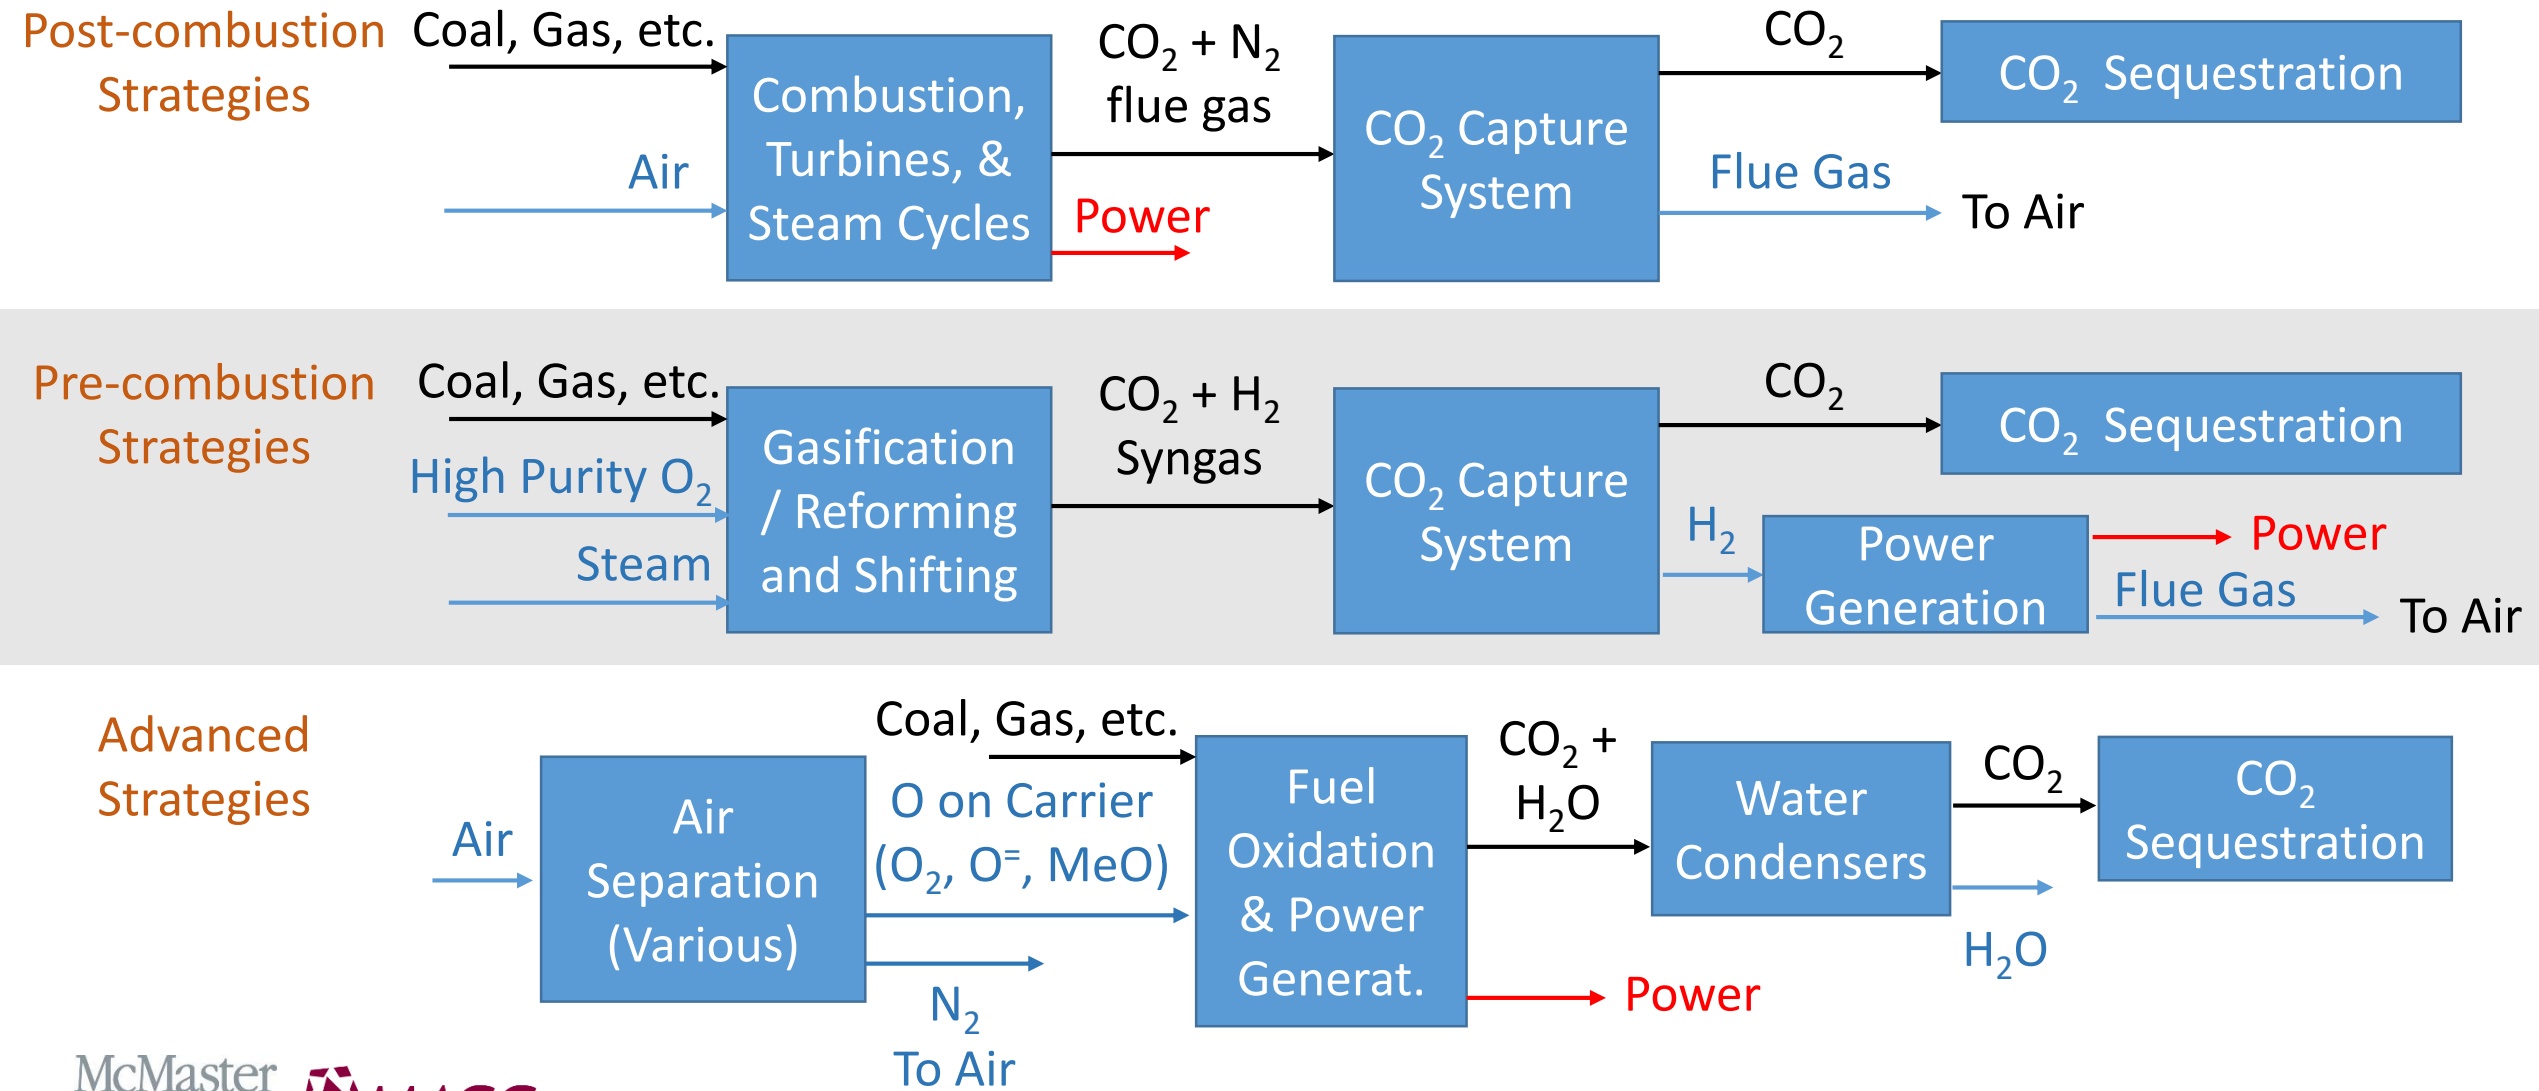 Post-combustion
Strategies
Coal, Gas, etc.
Air
Combustion,
Turbines, &
Steam Cycles
CO₂ + N₂
flue gas
Power
CO₂ Capture
System
CO₂
CO₂ Sequestration
Flue Gas
To Air
Pre-combustion
Strategies
Coal, Gas, etc.
High Purity O₂
Steam
Gasification
/ Reforming
and Shifting
CO₂ + H₂
Syngas
CO₂ Capture
System
CO₂
CO₂ Sequestration
H₂
Power
Generation
Power
Flue Gas
To Air
Advanced
Strategies
Air
Air
Separation
(Various)
Coal, Gas, etc.
O on Carrier
(O₂, O⁼, MeO)
N₂
To Air
Fuel
Oxidation
& Power
Generat.
CO₂ +
H₂O
Power
Water
Condensers
CO₂
H₂O
CO₂
Sequestration
McMaster